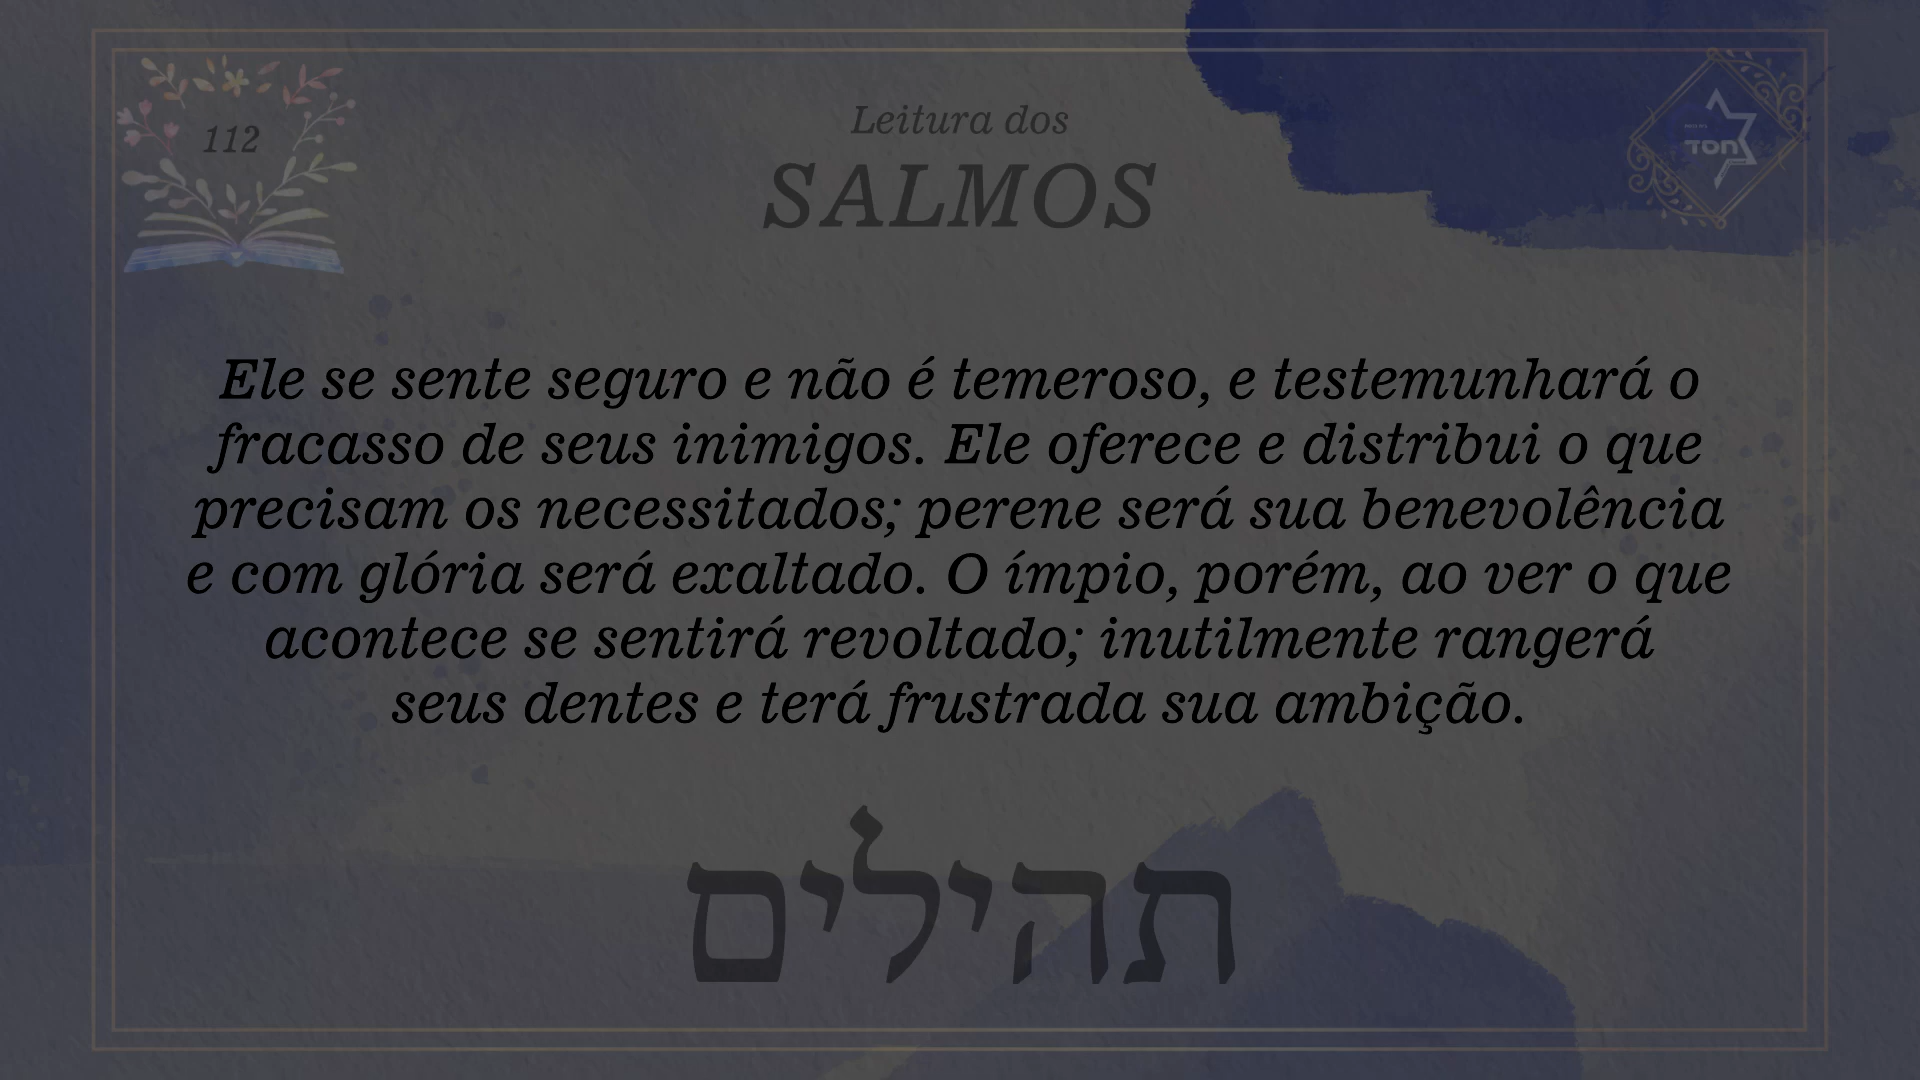 112
Leitura dos
SALMOS
חסד
Ele se sente seguro e não é temeroso, e testemunhará o
fracasso de seus inimigos. Ele oferece e distribui o que
precisam os necessitados; perene será sua benevolência
e com glória será exaltado. O ímpio, porém, ao ver o que
acontece se sentirá revoltado; inutilmente rangerá
seus dentes e terá frustrada sua ambição.
תהילים